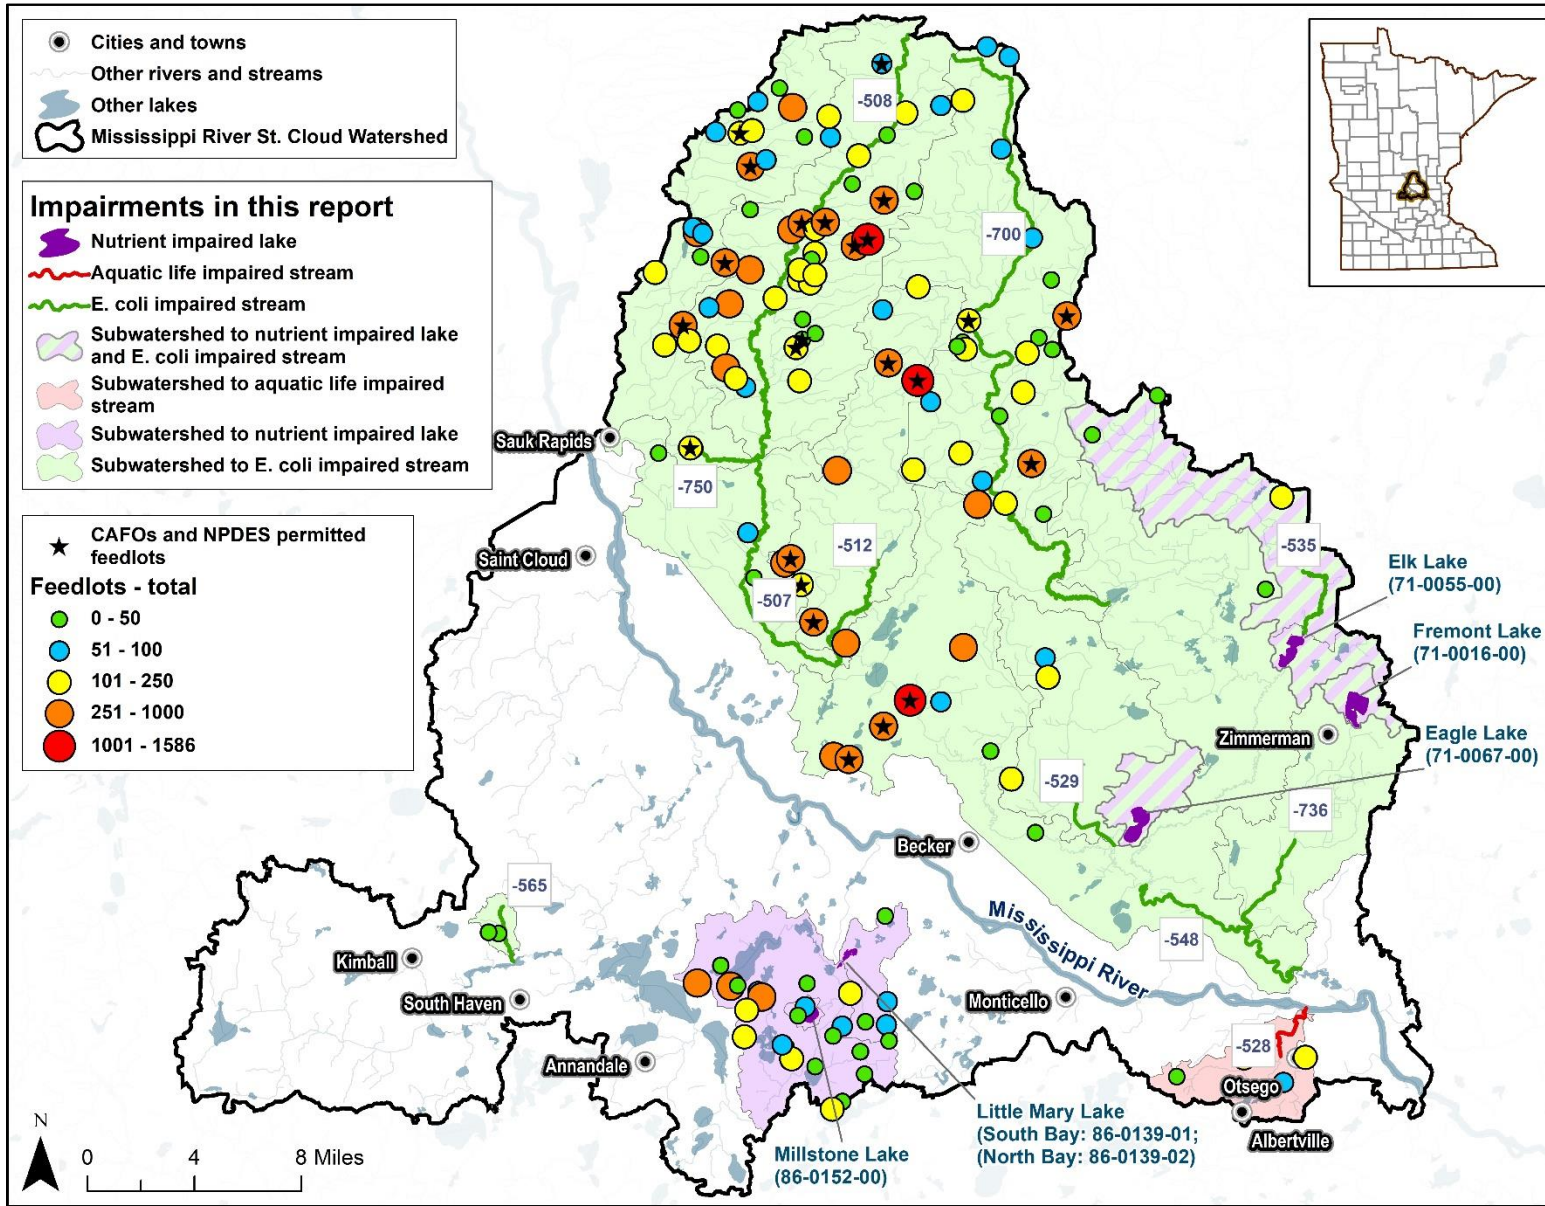 Cities and towns
Other rivers and streams
Other lakes
Mississippi River St. Cloud Watershed
Impairments in this report
Nutrient impaired lake
Aquatic life impaired stream
E. coli impaired stream
Subwatershed to nutrient impaired lake
and E. coli impaired stream
Subwatershed to aquatic life impaired
stream
Subwatershed to nutrient impaired lake
Subwatershed to E. coli impaired stream
CAFOs and NPDES permitted
feedlots
Feedlots - total
0 - 50
51 - 100
101 - 250
251 - 1000
1001 - 1586
-508
-700
Sauk Rapids
-750
-512
-535
Saint Cloud
-507
Elk Lake
(71-0055-00)
Fremont Lake
(71-0016-00)
Zimmerman
Eagle Lake
(71-0067-00)
-529
-736
Becker
-565
Mississippi River
-548
Kimball
South Haven
Monticello
-528
Annandale
Otsego
Albertville
Little Mary Lake
(South Bay: 86-0139-01;
(North Bay: 86-0139-02)
Millstone Lake
(86-0152-00)
N
0 4 8 Miles